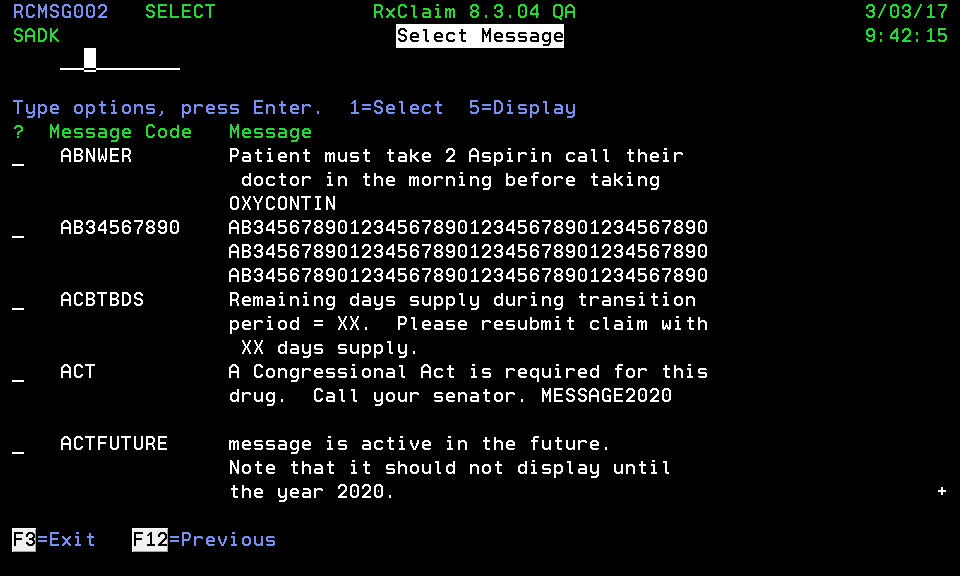 RCMSG002   SELECT             RxClaim 8.3.04 QA                        3/03/17
SADK                            Select Message                         9:42:15
Type options, press Enter.  1=Select  5=Display
?  Message Code   Message
_   ABNWER        Patient must take 2 Aspirin call their
                   doctor in the morning before taking
                  OXYCONTIN
_   AB34567890    AB34567890123456789012345678901234567890
                  AB34567890123456789012345678901234567890
                  AB34567890123456789012345678901234567890
_   ACBTBDS       Remaining days supply during transition
                  period = XX.  Please resubmit claim with
                   XX days supply.
_   ACT           A Congressional Act is required for this
                  drug.  Call your senator. MESSAGE2020
_   ACTFUTURE     message is active in the future.
                  Note that it should not display until
                  the year 2020.                                             +
F3=Exit   F12=Previous